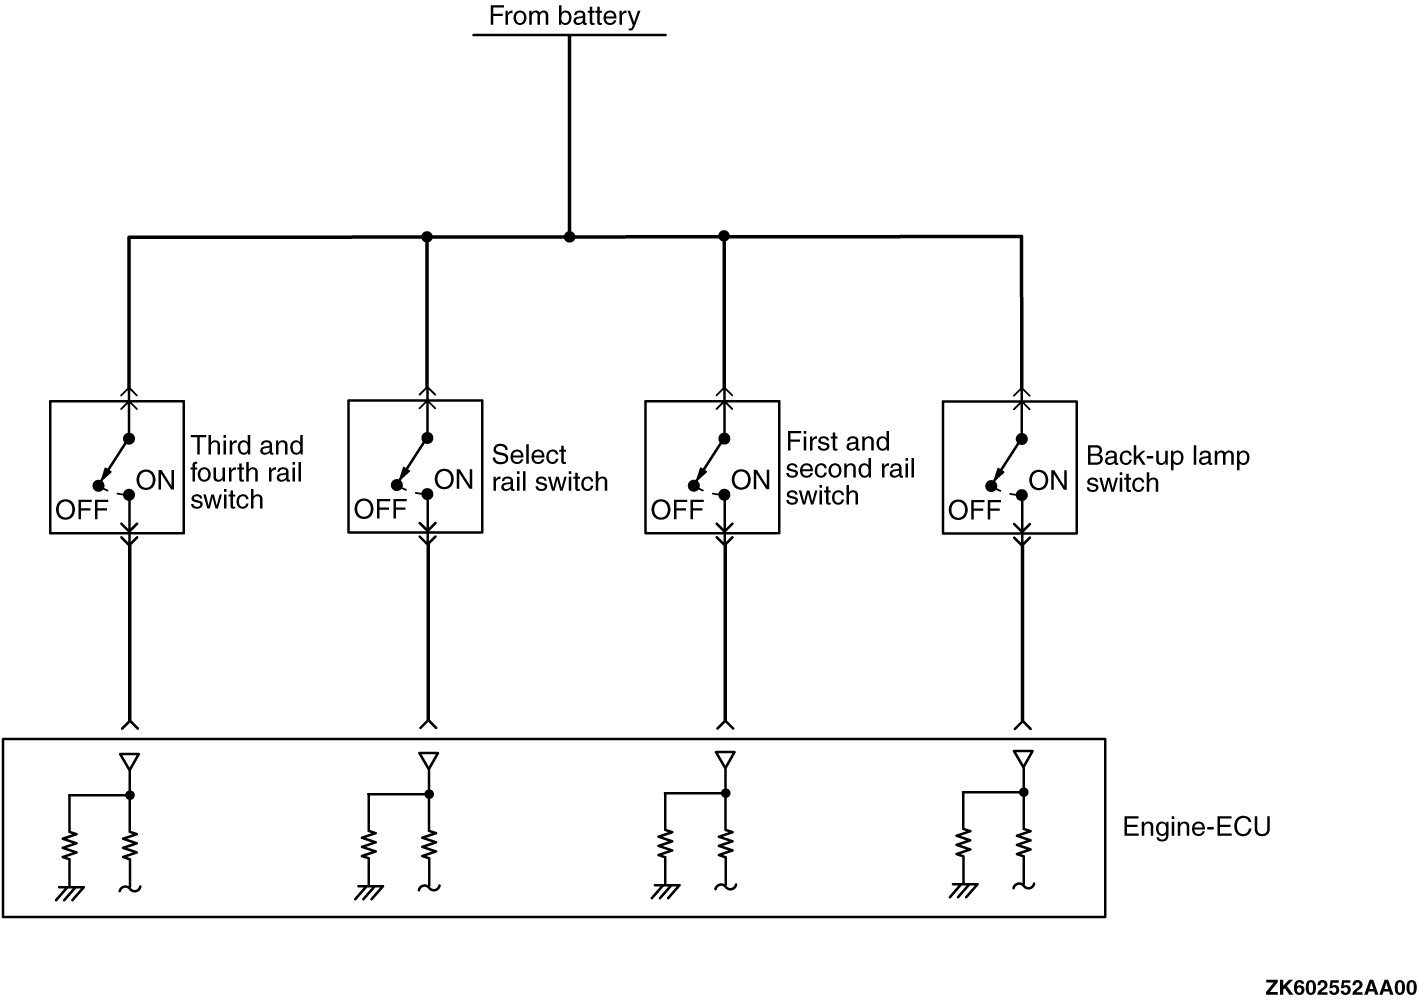 From battery
Third and
fourth rail
switch
ON
OFF
Select
rail switch
ON
OFF
First and
second rail
switch
ON
OFF
Back-up lamp
switch
ON
OFF
Engine-ECU
ZK602552AA00